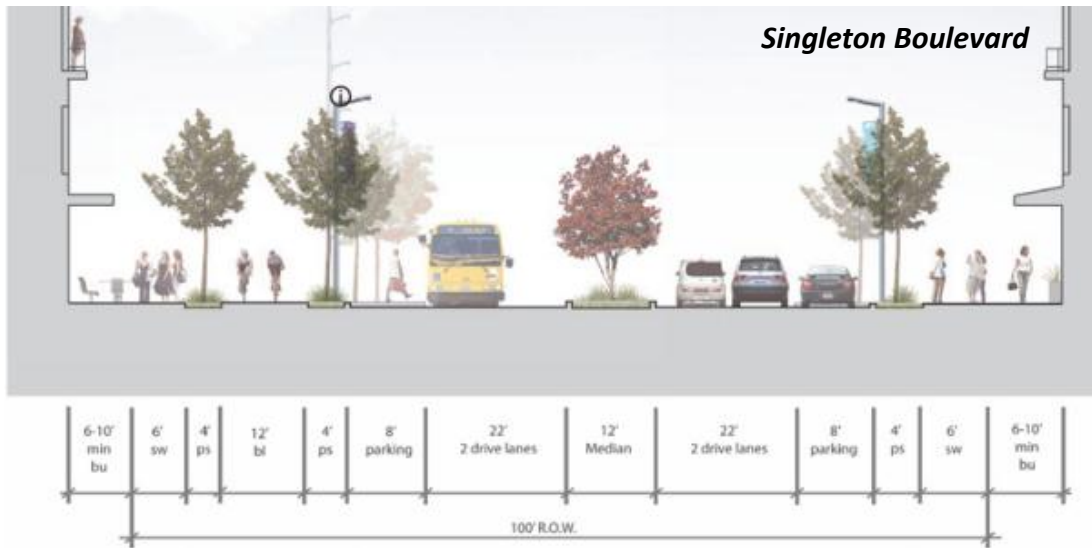 Singleton Boulevard
i
6-10'
min
bu
6'
sw
4'
ps
12'
bl
4'
ps
8'
parking
22'
2 drive lanes
12'
Median
22'
2 drive lanes
8'
parking
4'
ps
6'
sw
6-10'
min
bu
100' R.O.W.